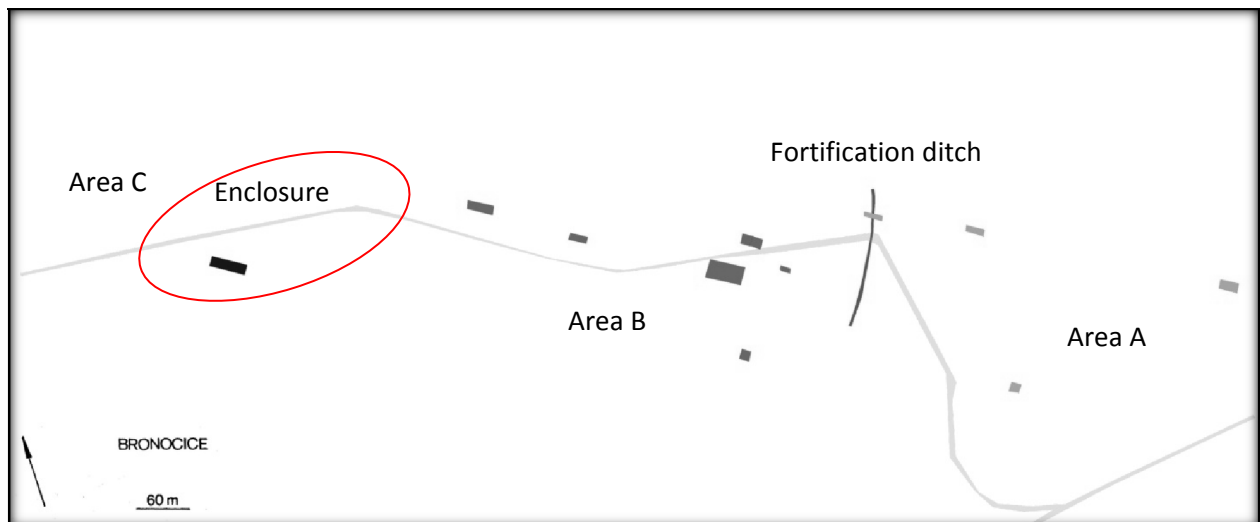 Fortification ditch
Area C
Enclosure
Area B
Area A
BRONOCICE
60 m